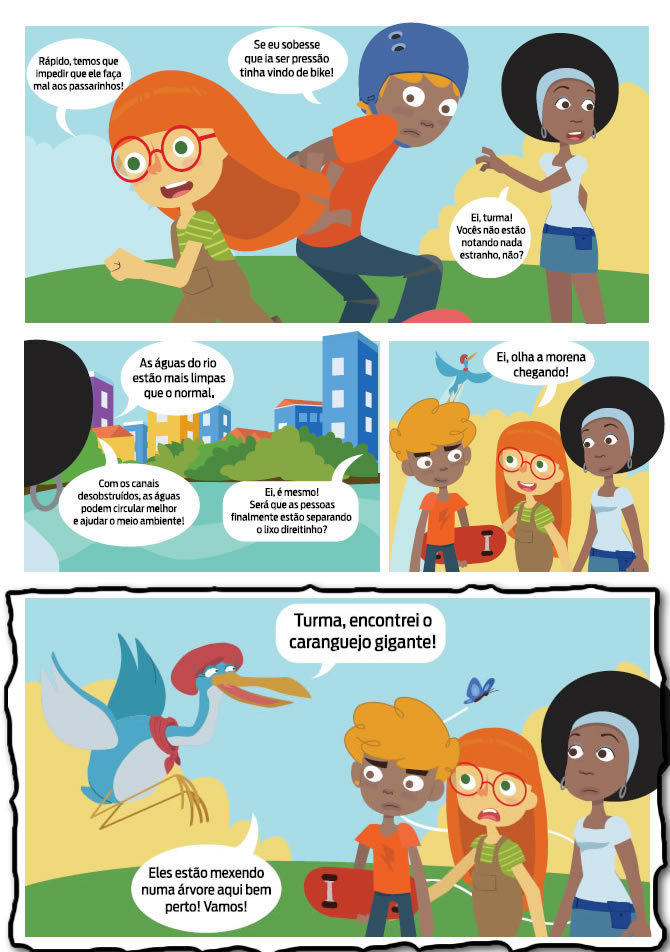 Rápido, temos que
impedir que ele faça
mal aos passarinhos!
Se eu sobesse
que ia ser pressão
tinha vindo de bike!
Ei, turma!
Vocês não estão
notando nada
estranho, não?
As águas do rio
estão mais limpas
que o normal,
Com os canais
desobstruídos, as águas
podem circular melhor
e ajudar o meio ambiente!
Ei, é mesmo!
Será que as pessoas
finalmente estão separando
o lixo direitinho?
Ei, olha a morena
chegando!
Turma, encontrei o
caranguejo gigante!
Eles estão mexendo
numa árvore aqui bem
perto! Vamos!